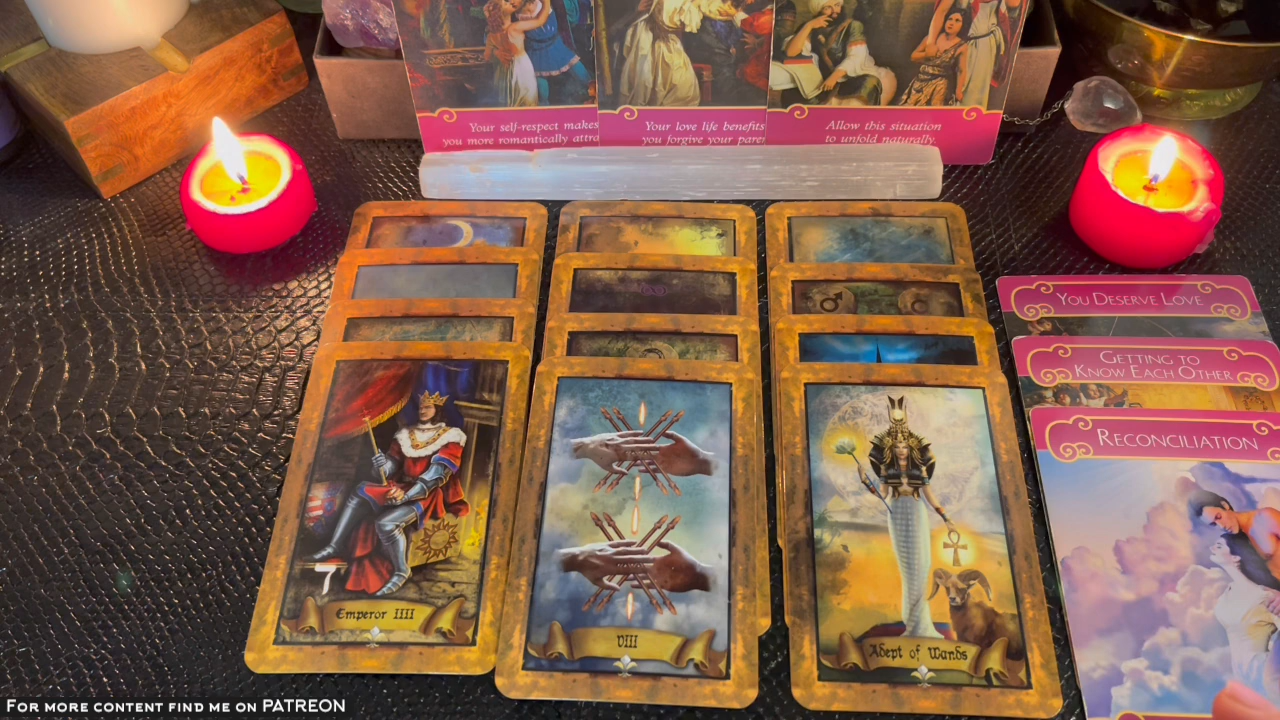 Your self-respect makes
you more romantically attra
Your love life benefits
you forgive your paren
Allow this situation
to unfold naturally.
You Deserve Love
Getting to
Know Each Other
Reconciliation
Emperor IIII
VIII
Adept of Wands
For more content find me on PATREON